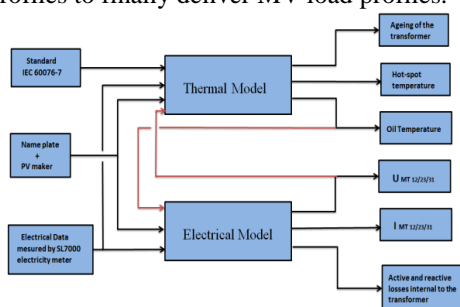 rofiles to finally deliver MV load profiles.
Ageing of the
transformer
Standard
IEC 60076-7
Thermal Model
Hot-spot
temperature
Oil Temperature
Name plate
+
PV maker
U MT 12/23/31
Electrical Data
mesured by SL7000
electricity meter
Electrical Model
I MT 12/23/31
Active and reactive
losses internal to the
transformer